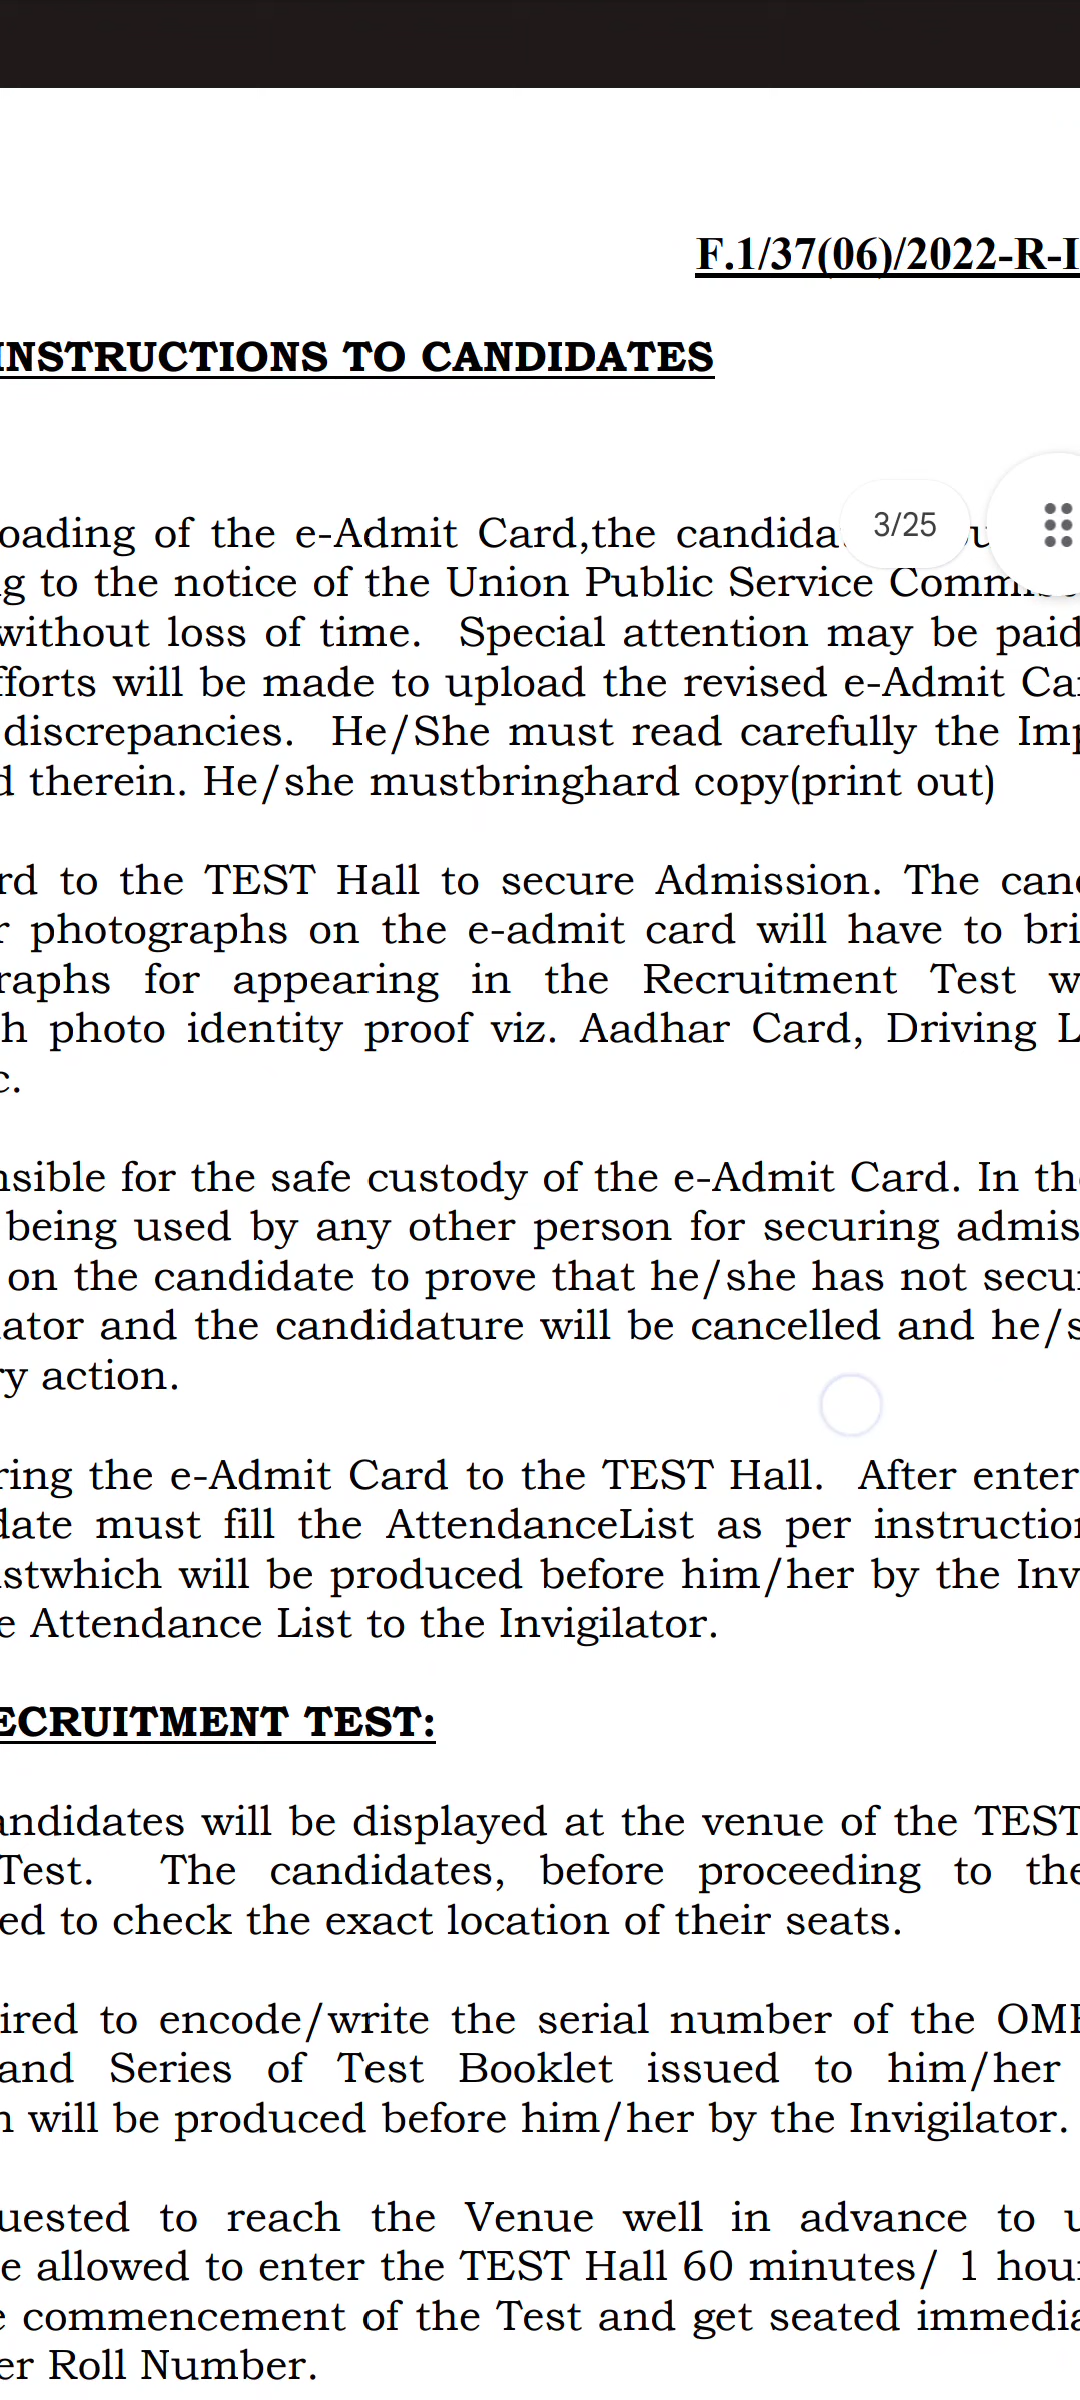 F.1/37(06)/2022-R-I
INSTRUCTIONS TO CANDIDATES
3/25
oading of the e-Admit Card,the candida
g to the notice of the Union Public Service Comm
without loss of time. Special attention may be paid
fforts will be made to upload the revised e-Admit Ca
discrepancies. He/She must read carefully the Imp
d therein. He/she mustbringhard copy(print out)
rd to the TEST Hall to secure Admission. The cand
r photographs on the e-admit card will have to bri
raphs for appearing in the Recruitment Test w
h photo identity proof viz. Aadhar Card, Driving L
c.
nsible for the safe custody of the e-Admit Card. In the
being used by any other person for securing admis
on the candidate to prove that he/she has not secu
ator and the candidature will be cancelled and he/s
ry action.
ring the e-Admit Card to the TEST Hall. After enter
date must fill the AttendanceList as per instruction
istwhich will be produced before him/her by the Inv
e Attendance List to the Invigilator.
ECRUITMENT TEST:
andidates will be displayed at the venue of the TEST
Test. The candidates, before proceeding to the
ed to check the exact location of their seats.
ired to encode/write the serial number of the OMR
and Series of Test Booklet issued to him/her
n will be produced before him/her by the Invigilator.
uested to reach the Venue well in advance to u
e allowed to enter the TEST Hall 60 minutes/ 1 hour
e commencement of the Test and get seated immedia
er Roll Number.